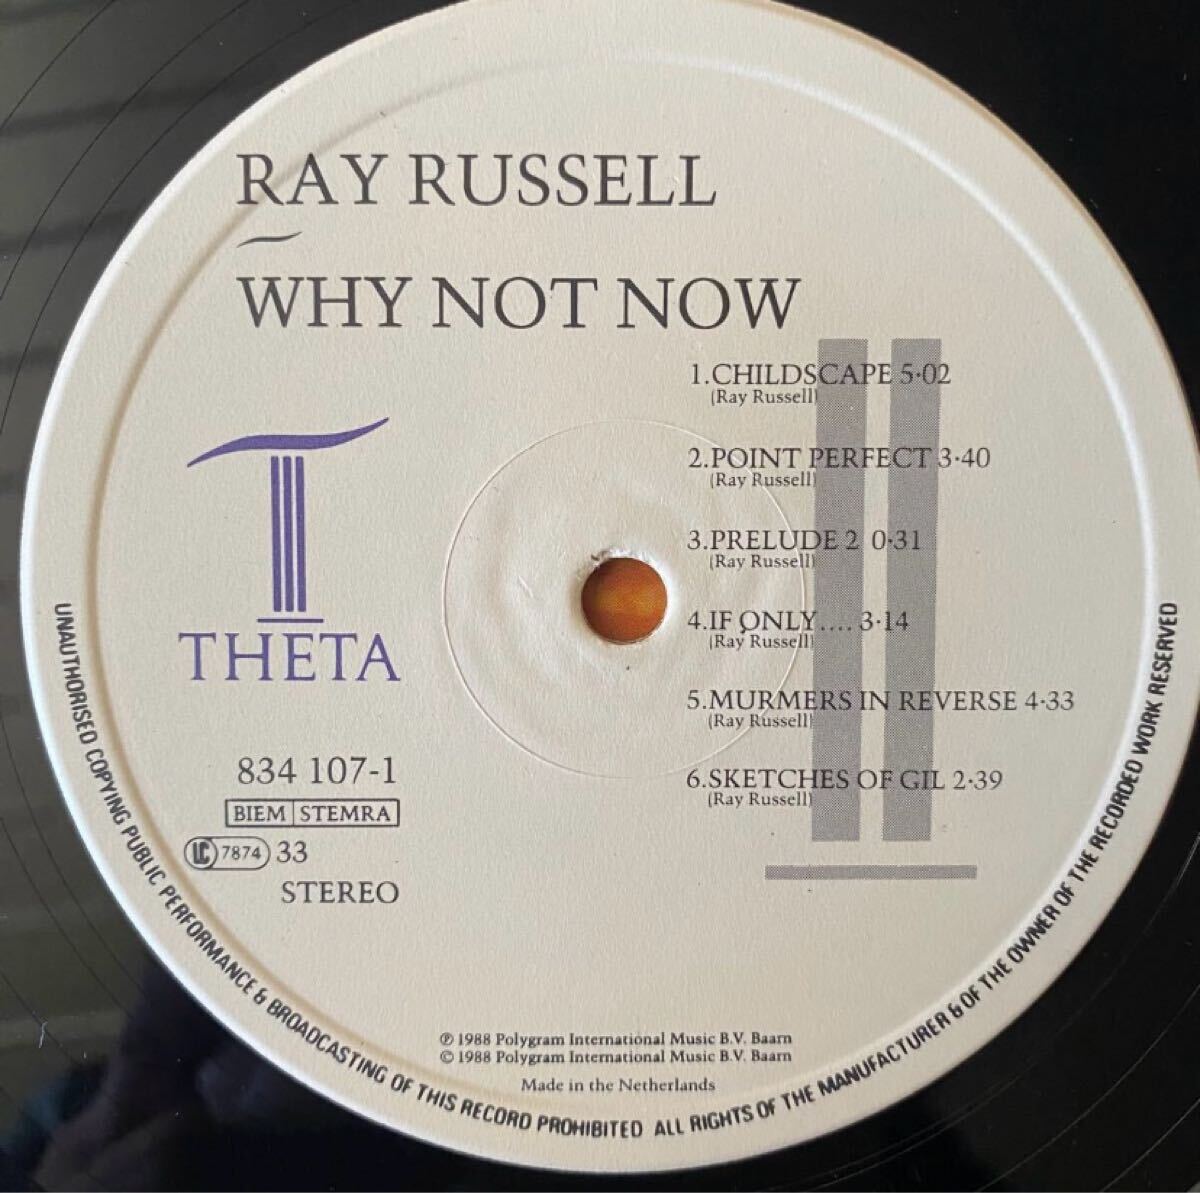 RAY RUSSELL
WHY NOT NOW
1.CHILDSCAPE 5·02
(Ray Russell)
2.POINT PERFECT 3·40
(Ray Russell)
3.PRELUDE 2 0·31
(Ray Russell)
4.IF ONLY.... 3·14
(Ray Russell)
5.MURMERS IN REVERSE 4·33
(Ray Russell)
6.SKETCHES OF GIL 2·39
(Ray Russell)
T
THETA
834 107-1
BIEM STEMRA
LC 7874 33
STEREO
℗ 1988 Polygram International Music B.V. Baarn
© 1988 Polygram International Music B.V. Baarn
Made in the Netherlands
UNAUTHORISED COPYING PUBLIC PERFORMANCE & BROADCASTING OF THIS RECORD PROHIBITED ALL RIGHTS OF THE MANUFACTURER & OF THE OWNER OF THE RECORDED WORK RESERVED